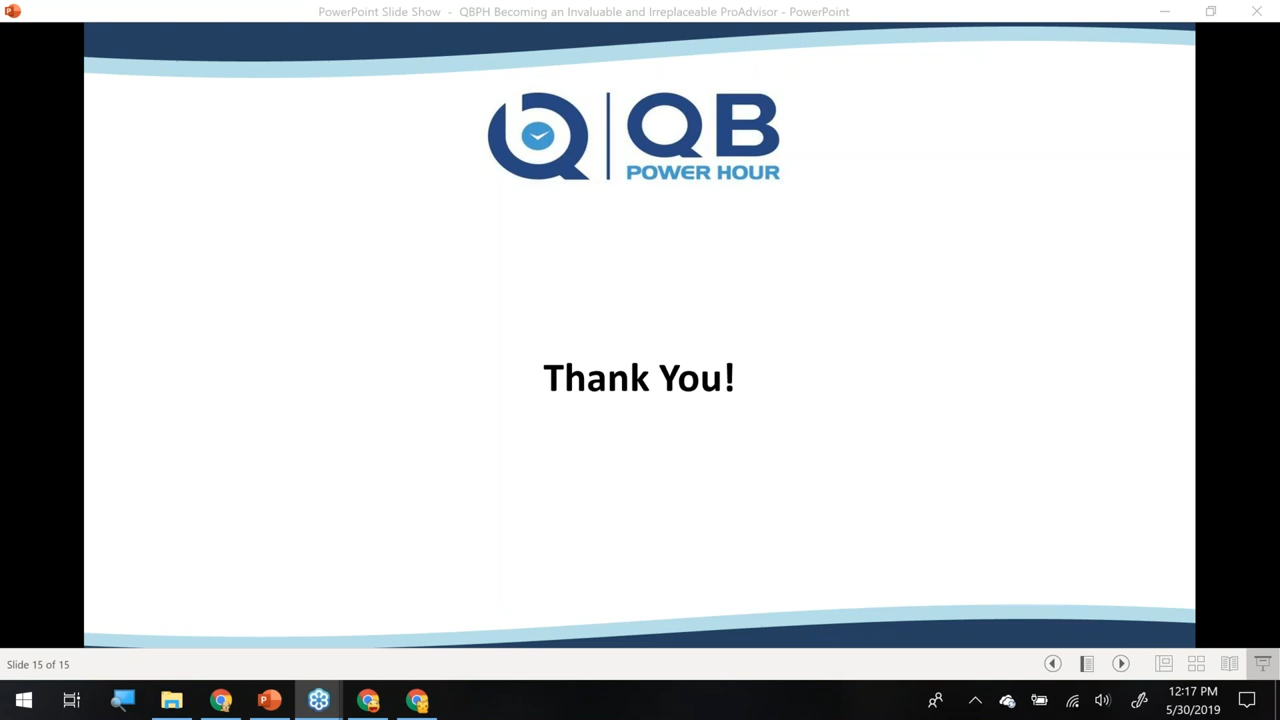 PowerPoint Slide Show - QBPH Becoming an Invaluable and Irreplaceable ProAdvisor - PowerPoint
QB
POWER HOUR
Thank You!
Slide 15 of 15
12:17 PM
5/30/2019